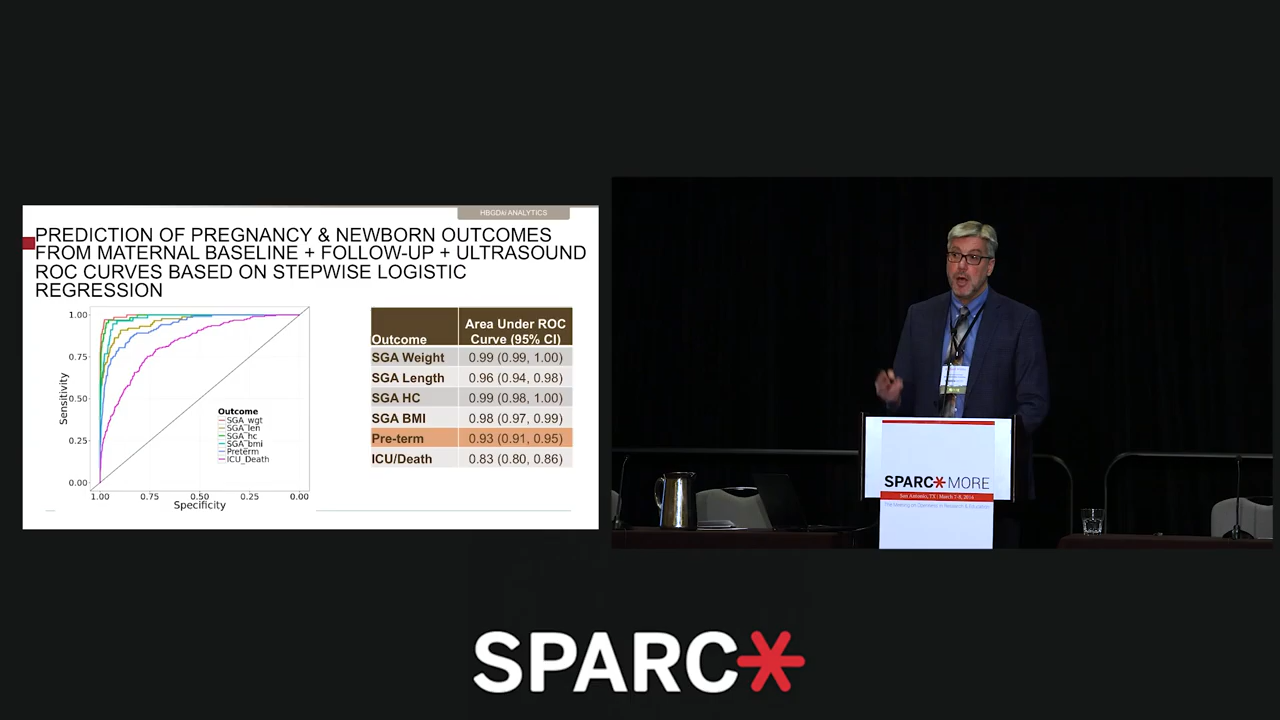 HBGDki ANALYTICS
PREDICTION OF PREGNANCY & NEWBORN OUTCOMES
FROM MATERNAL BASELINE + FOLLOW-UP + ULTRASOUND
ROC CURVES BASED ON STEPWISE LOGISTIC
REGRESSION
1.00
0.75
0.50
0.25
0.00
Sensitivity
Outcome
SGA_wgt
SGA_len
SGA_hc
SGA_bmi
Preterm
ICU_Death
1.00 0.75 0.50 0.25 0.00
Specificity
Outcome Area Under ROC Curve (95% CI)
SGA Weight 0.99 (0.99, 1.00)
SGA Length 0.96 (0.94, 0.98)
SGA HC 0.99 (0.98, 1.00)
SGA BMI 0.98 (0.97, 0.99)
Pre-term 0.93 (0.91, 0.95)
ICU/Death 0.83 (0.80, 0.86)
SPARC MORE
San Antonio, TX | March 7-8, 2016
SPARC